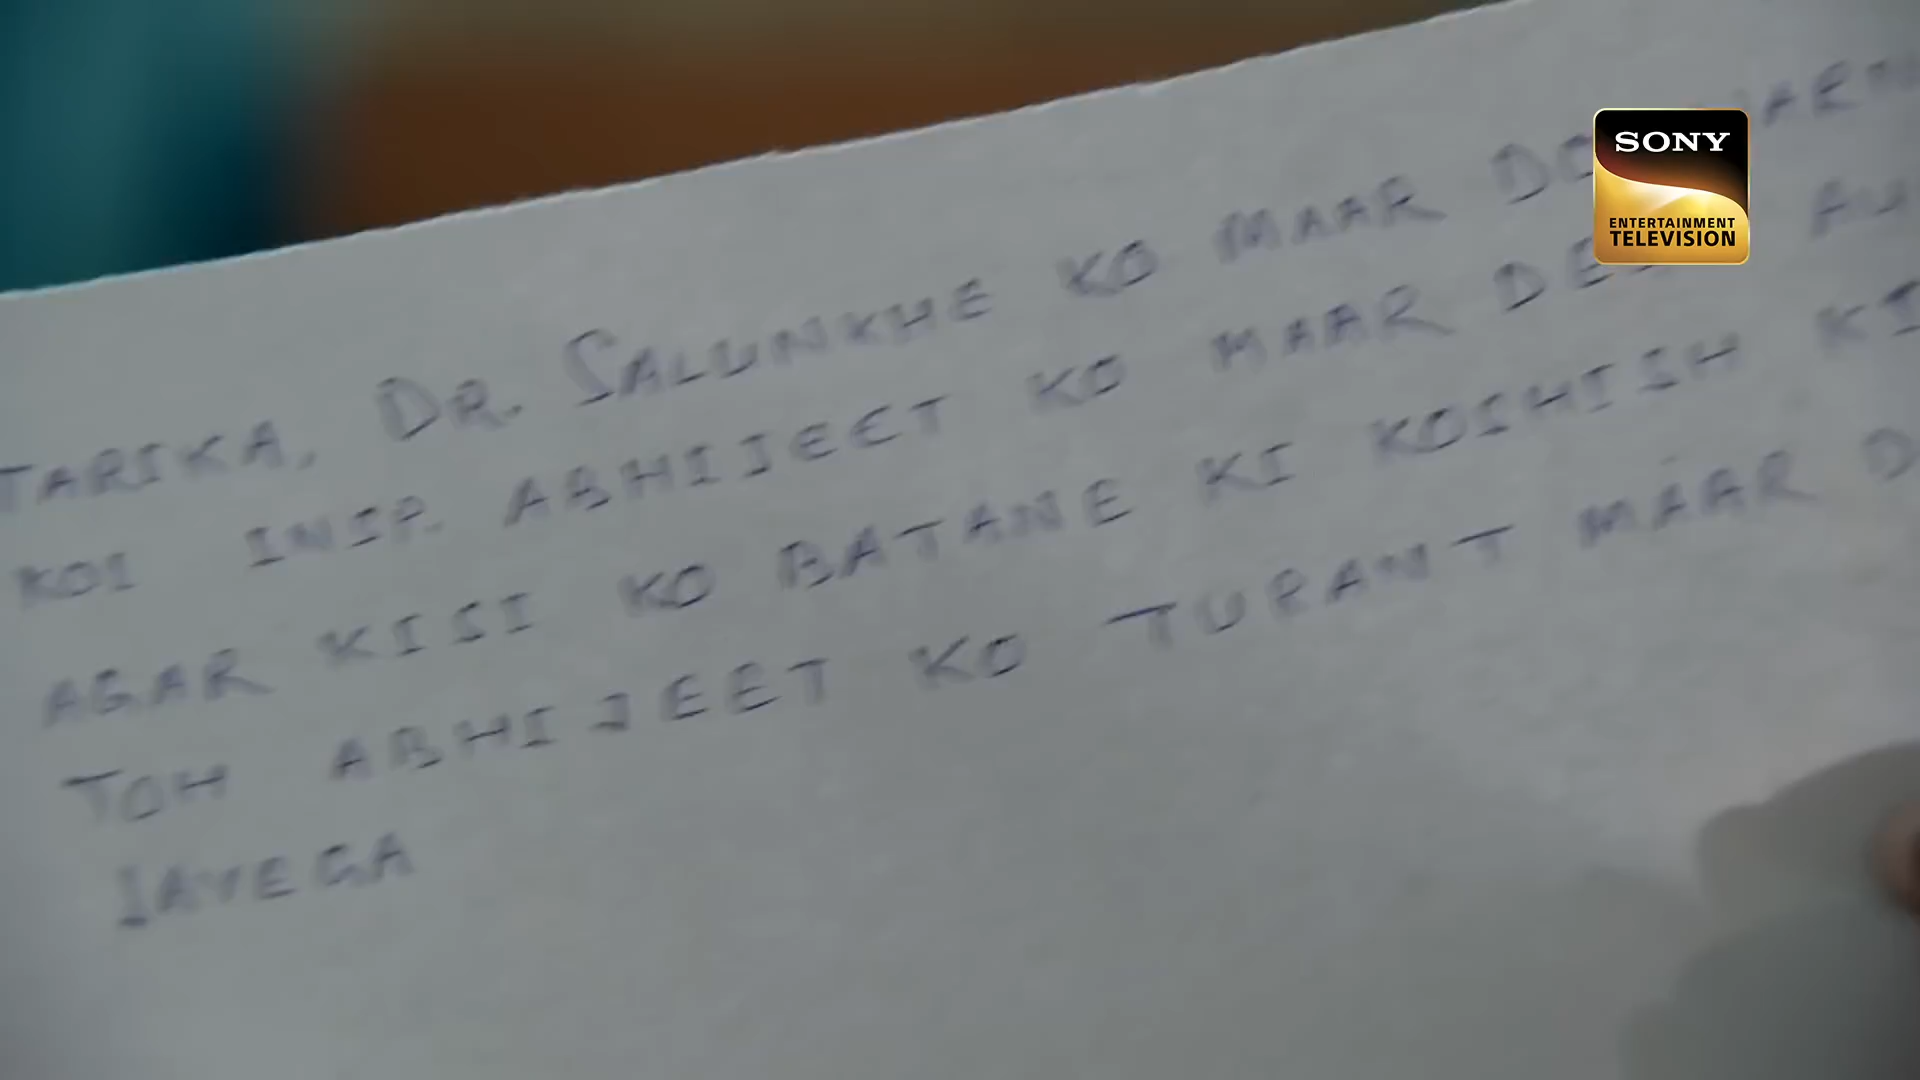 TARIKA, DR. SALUNKHE KO MAAR DO
KOI INSP. ABHIJEET KO MAAR
AGAR KISI KO BATANE KI KOSHISH KI
TOH ABHIJEET KO TURANT MAAR
JAYEGA
SONY
ENTERTAINMENT
TELEVISION